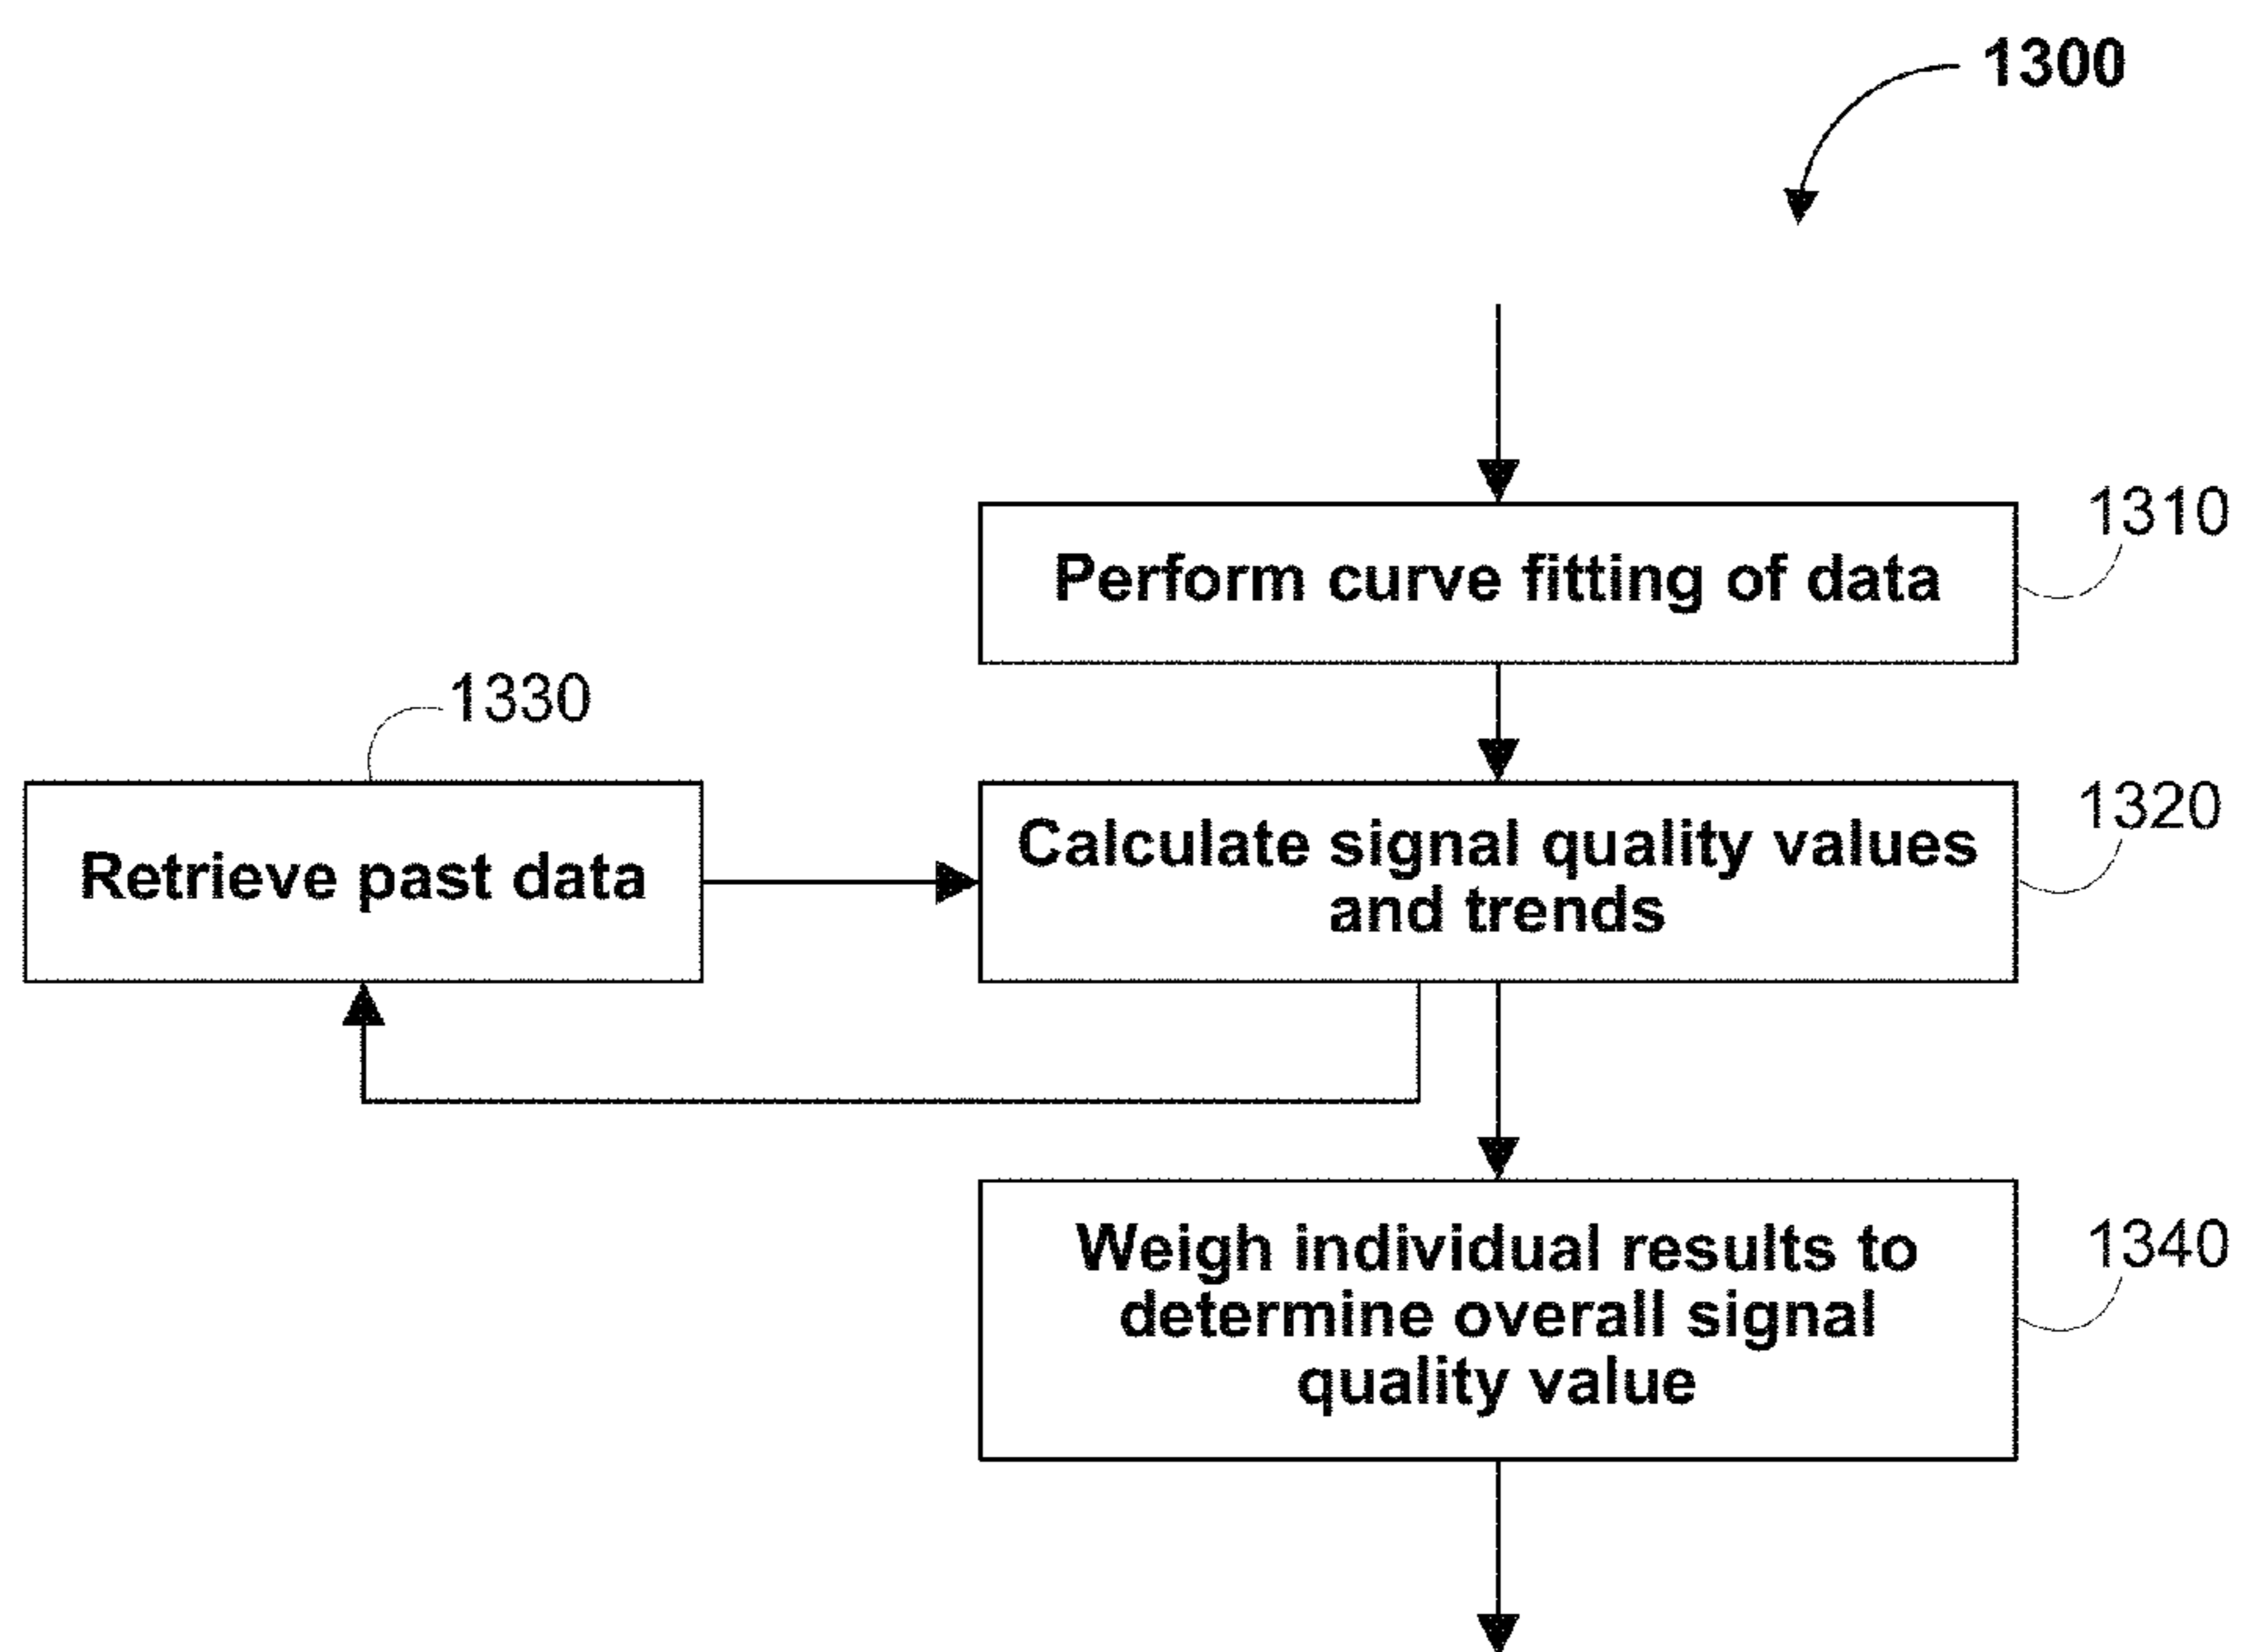 1300
Perform curve fitting of data
1310
1330
Retrieve past data
Calculate signal quality values
and trends
1320
Weigh individual results to
determine overall signal
quality value
1340